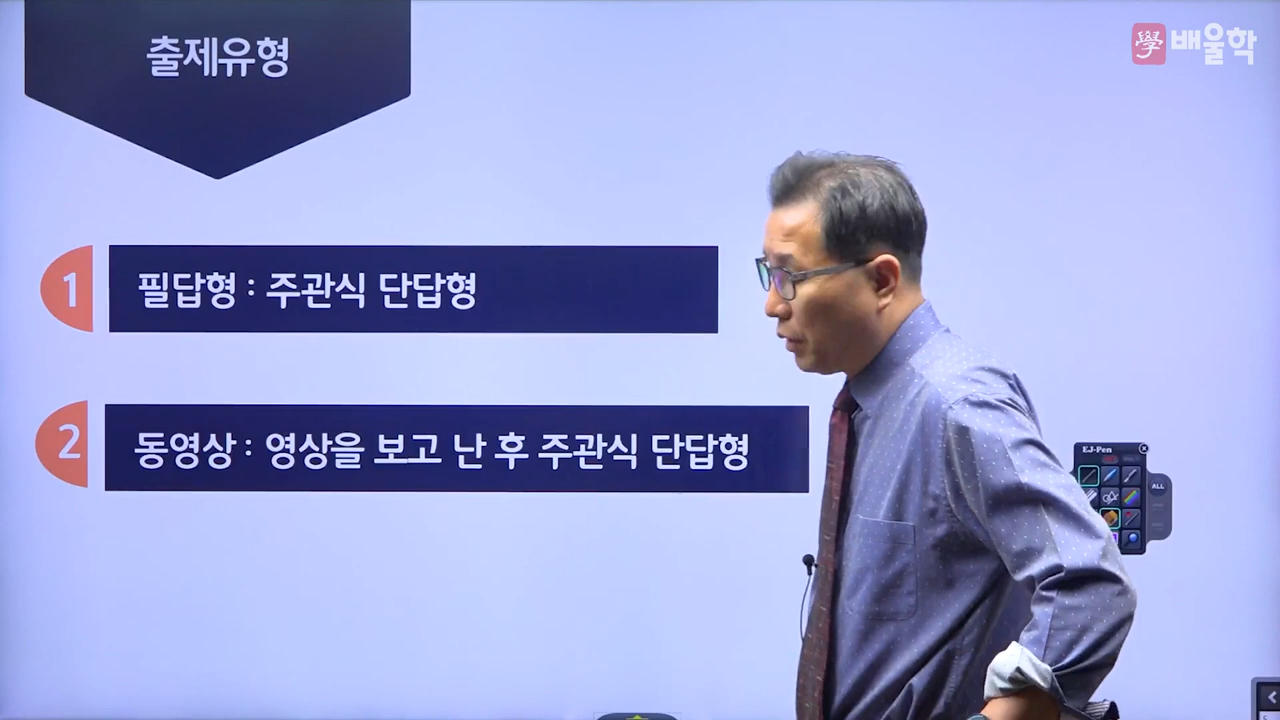 출제유형
學 배울학
1 필답형 : 주관식 단답형
2 동영상 : 영상을 보고 난 후 주관식 단답형
EJ-Pen
ALL